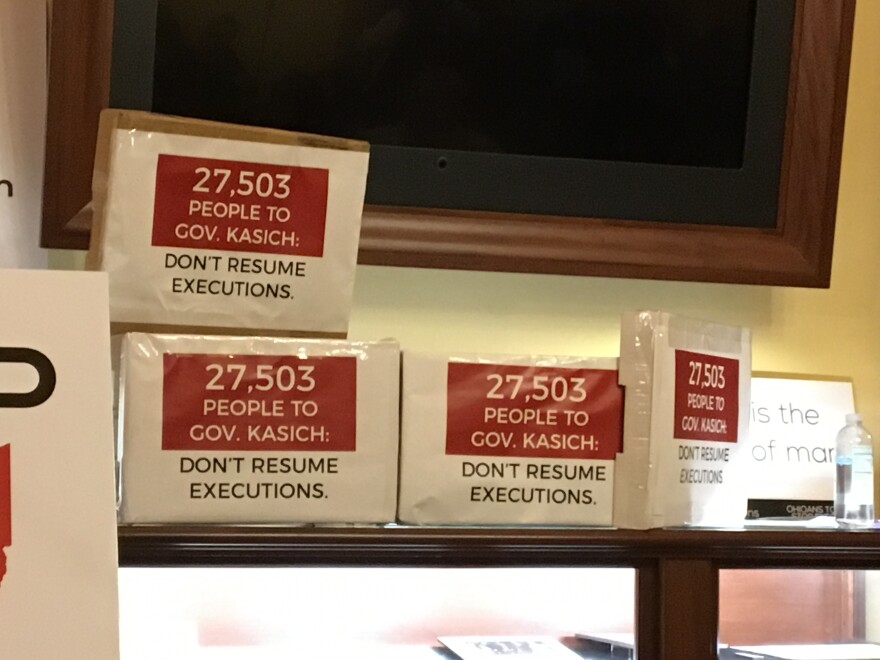 27,503
PEOPLE TO
GOV. KASICH:
DON'T RESUME
EXECUTIONS.
27,503
PEOPLE TO
GOV. KASICH:
DON'T RESUME
EXECUTIONS.
27,503
PEOPLE TO
GOV. KASICH:
DON'T RESUME
EXECUTIONS.
27,503
PEOPLE TO
GOV. KASICH:
DON'T RESUME
EXECUTIONS.
is the
of mar
OHIOANS TO